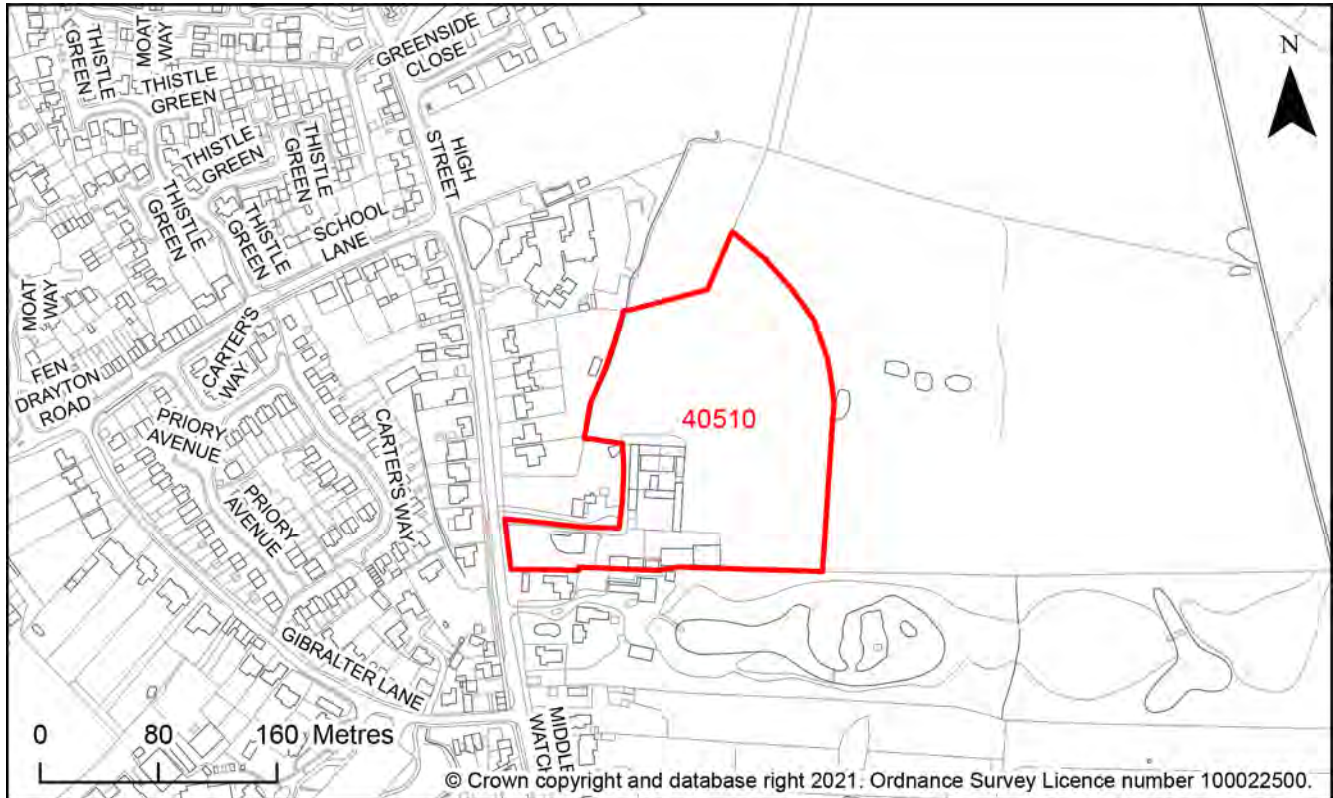 THISTLE
GREEN
MOAT
WAY
THISTLE
GREEN
GREENSIDE
CLOSE
N
THISTLE
GREEN
THISTLE
GREEN
HIGH
STREET
THISTLE
GREEN
THISTLE
GREEN
SCHOOL
LANE
MOAT
WAY
FEN
DRAYTON
ROAD
CARTER'S
WAY
PRIORY
AVENUE
CARTER'S WAY
40510
PRIORY
AVENUE
GIBRALTER LANE
MIDDLE
WATCH
0 80 160 Metres
© Crown copyright and database right 2021. Ordnance Survey Licence number 100022500.